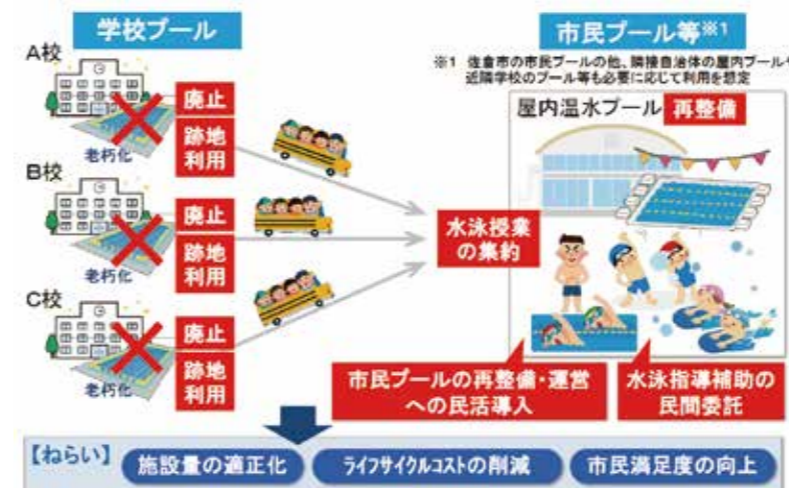 学校プール
市民プール等※1
※1 佐倉市の市民プールの他、隣接自治体の屋内プールや
近隣学校のプール等も必要に応じて利用を想定
A校
老朽化
廃止
跡地
利用
B校
老朽化
廃止
跡地
利用
C校
老朽化
廃止
跡地
利用
水泳授業
の集約
屋内温水プール 再整備
市民プールの再整備・運営
への民活導入
水泳指導補助の
民間委託
【ねらい】
施設量の適正化
ライフサイクルコストの削減
市民満足度の向上